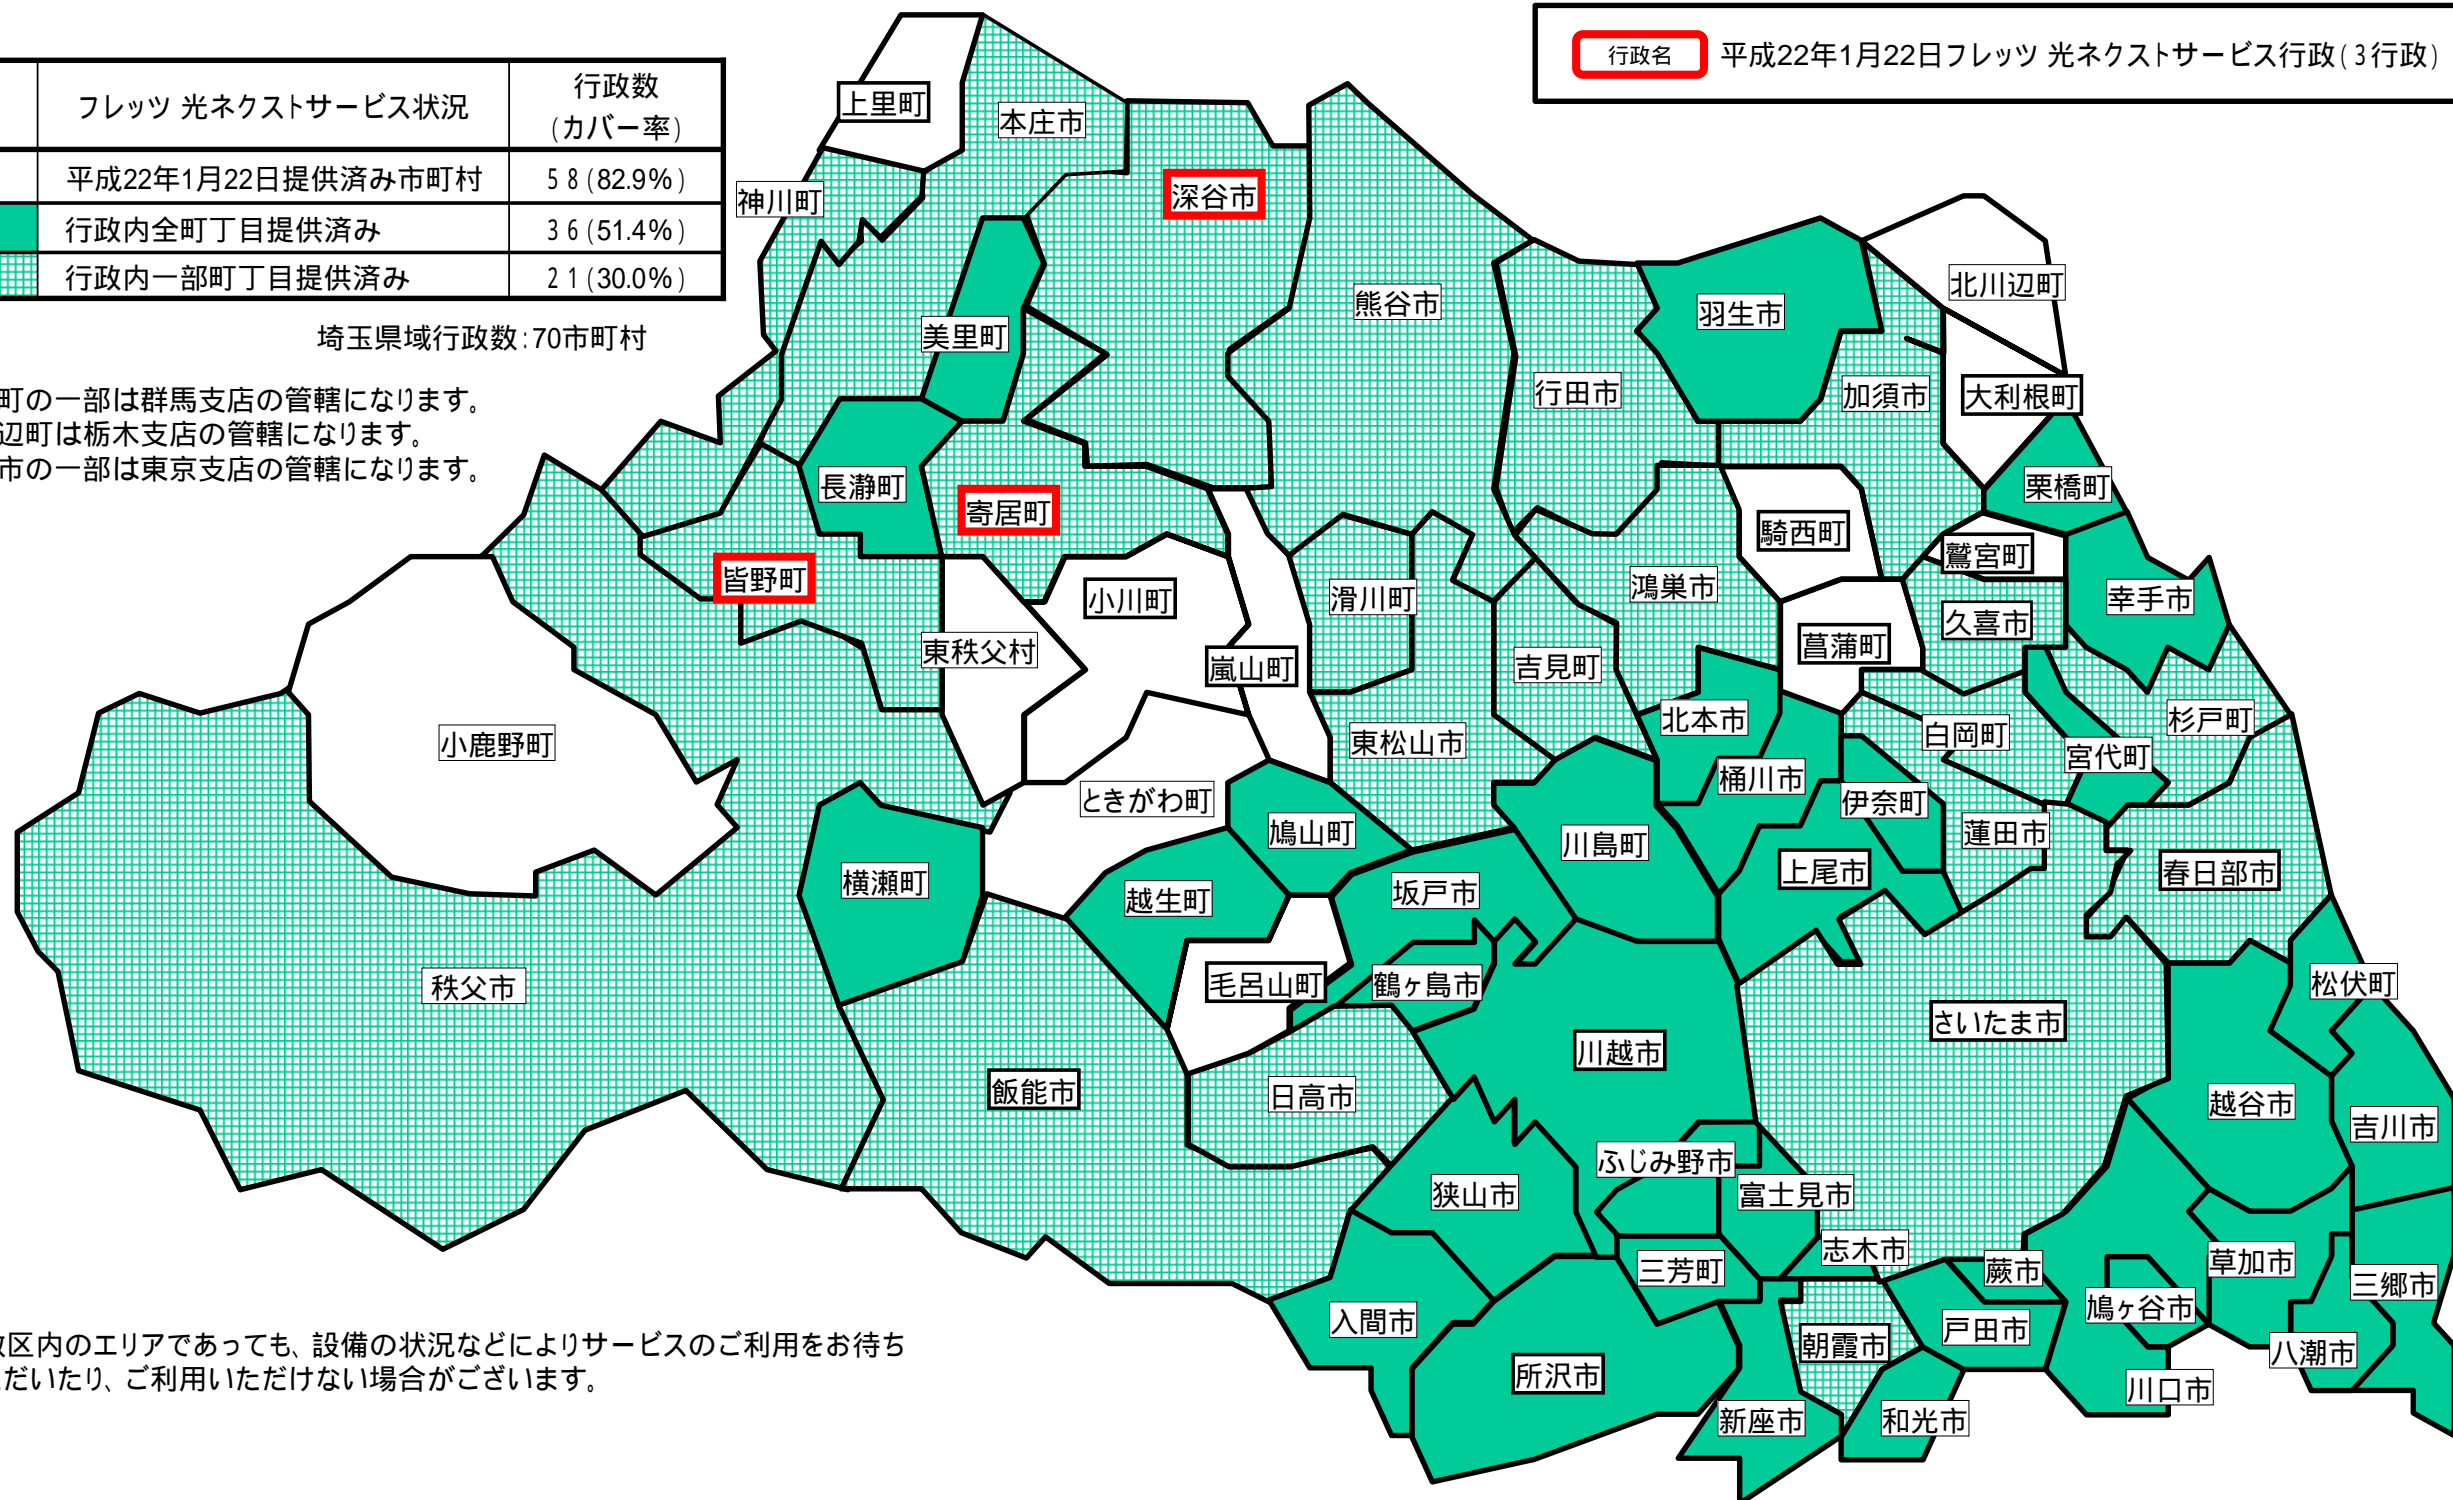 行政名 平成22年1月22日フレッツ 光ネクストサービス行政(3行政)
フレッツ 光ネクストサービス状況 行政数
(カバー率)
平成22年1月22日提供済み市町村 58(82.9%)
行政内全町丁目提供済み 36(51.4%)
行政内一部町丁目提供済み 21(30.0%)
埼玉県域行政数:70市町村
町の一部は群馬支店の管轄になります。
辺町は栃木支店の管轄になります。
市の一部は東京支店の管轄になります。
上里町
本庄市
神川町
深谷市
美里町
熊谷市
羽生市
北川辺町
行田市
加須市
大利根町
長瀞町
寄居町
栗橋町
騎西町
鷲宮町
皆野町
小川町
滑川町
鴻巣市
幸手市
久喜市
東秩父村
嵐山町
吉見町
菖蒲町
小鹿野町
東松山市
北本市
白岡町
杉戸町
宮代町
ときがわ町
桶川市
伊奈町
鳩山町
川島町
蓮田市
横瀬町
越生町
坂戸市
上尾市
春日部市
秩父市
毛呂山町
鶴ヶ島市
松伏町
さいたま市
川越市
飯能市
日高市
越谷市
吉川市
ふじみ野市
狭山市
富士見市
志木市
三芳町
蕨市
草加市
三郷市
入間市
鳩ヶ谷市
戸田市
朝霞市
八潮市
所沢市
川口市
新座市
和光市
区内のエリアであっても、設備の状況などによりサービスのご利用をお待ち
だいたり、ご利用いただけない場合がございます。